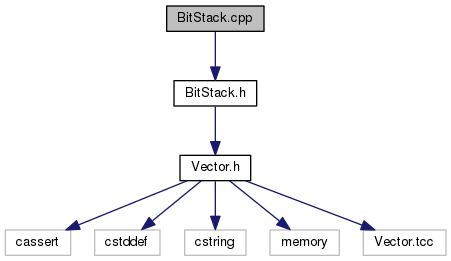 BitStack.cpp
BitStack.h
Vector.h
cassert
cstddef
cstring
memory
Vector.tcc